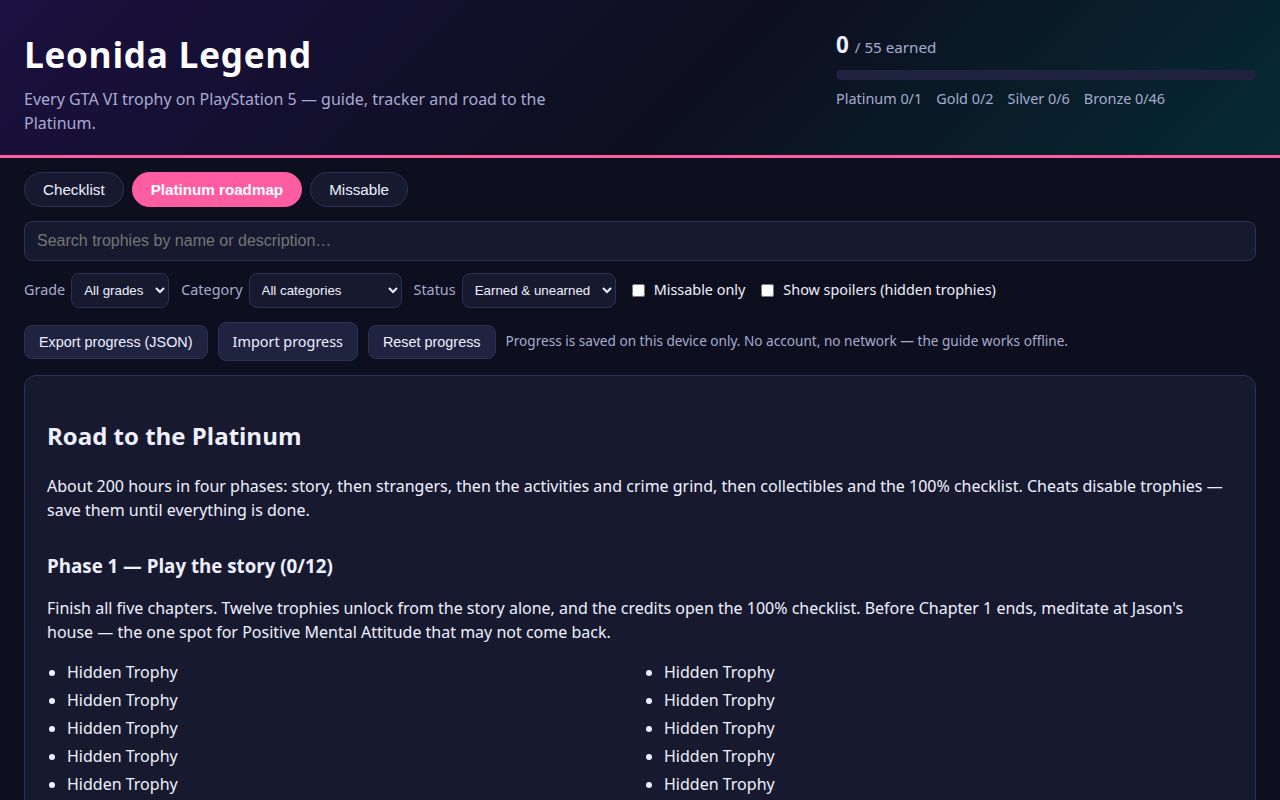 Leonida Legend
Every GTA VI trophy on PlayStation 5 — guide, tracker and road to the
Platinum.
0 / 55 earned
Platinum 0/1 Gold 0/2 Silver 0/6 Bronze 0/46
Checklist Platinum roadmap Missable
Search trophies by name or description…
Grade All grades Category All categories Status Earned & unearned Missable only Show spoilers (hidden trophies)
Export progress (JSON) Import progress Reset progress Progress is saved on this device only. No account, no network — the guide works offline.
Road to the Platinum
About 200 hours in four phases: story, then strangers, then the activities and crime grind, then collectibles and the 100% checklist. Cheats disable trophies —
save them until everything is done.
Phase 1 — Play the story (0/12)
Finish all five chapters. Twelve trophies unlock from the story alone, and the credits open the 100% checklist. Before Chapter 1 ends, meditate at Jason's
house — the one spot for Positive Mental Attitude that may not come back.
Hidden Trophy Hidden Trophy
Hidden Trophy Hidden Trophy
Hidden Trophy Hidden Trophy
Hidden Trophy Hidden Trophy
Hidden Trophy Hidden Trophy